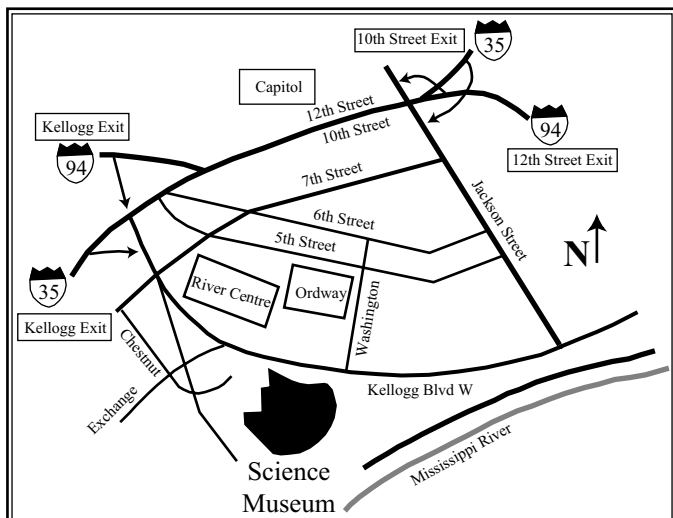 10th Street Exit
35
Capitol
Kellogg Exit
94
12th Street
10th Street
94
12th Street Exit
7th Street
6th Street
5th Street
Jackson Street
N
35
Kellogg Exit
River Centre
Ordway
Washington
Chestnut
Exchange
Kellogg Blvd W
Mississippi River
Science
Museum